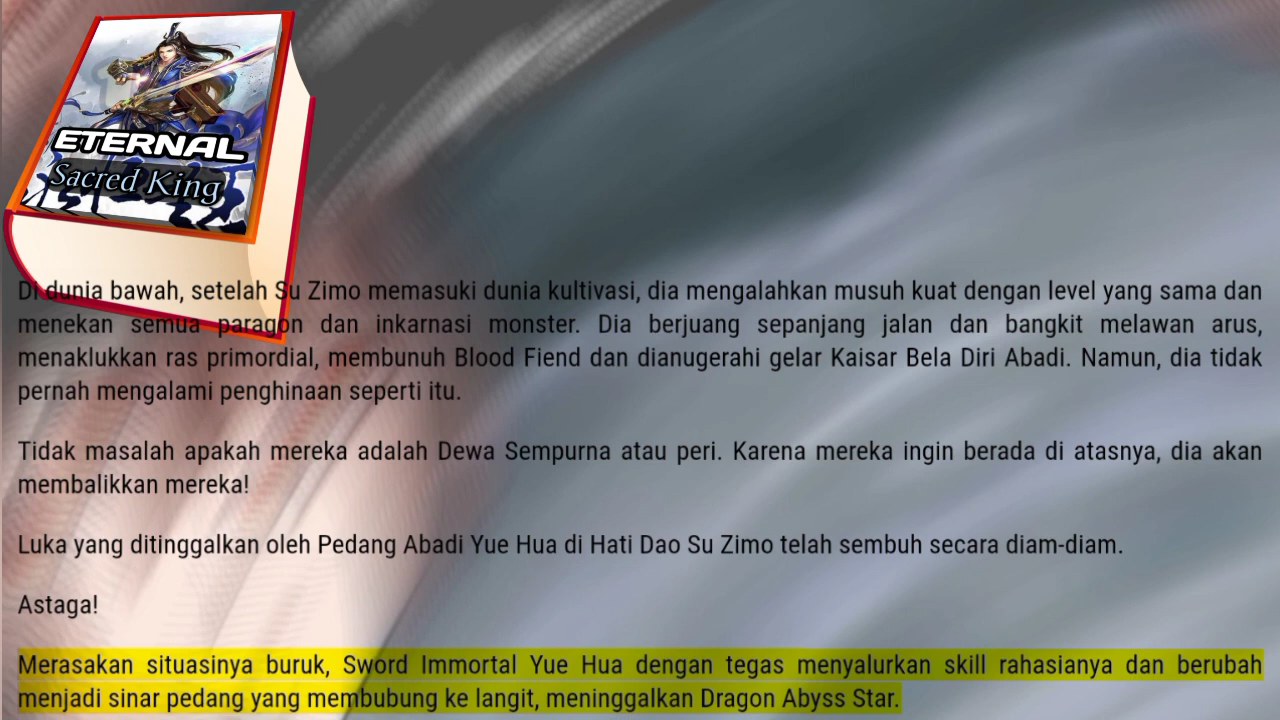 ETERNAL
Sacred King
Di dunia bawah, setelah Su Zimo memasuki dunia kultivasi, dia mengalahkan musuh kuat dengan level yang sama dan
menekan semua paragon dan inkarnasi monster. Dia berjuang sepanjang jalan dan bangkit melawan arus,
menaklukkan ras primordial, membunuh Blood Fiend dan dianugerahi gelar Kaisar Bela Diri Abadi. Namun, dia tidak
pernah mengalami penghinaan seperti itu.
Tidak masalah apakah mereka adalah Dewa Sempurna atau peri. Karena mereka ingin berada di atasnya, dia akan
membalikkan mereka!
Luka yang ditinggalkan oleh Pedang Abadi Yue Hua di Hati Dao Su Zimo telah sembuh secara diam-diam.
Astaga!
Merasakan situasinya buruk, Sword Immortal Yue Hua dengan tegas menyalurkan skill rahasianya dan berubah
menjadi sinar pedang yang membubung ke langit, meninggalkan Dragon Abyss Star.